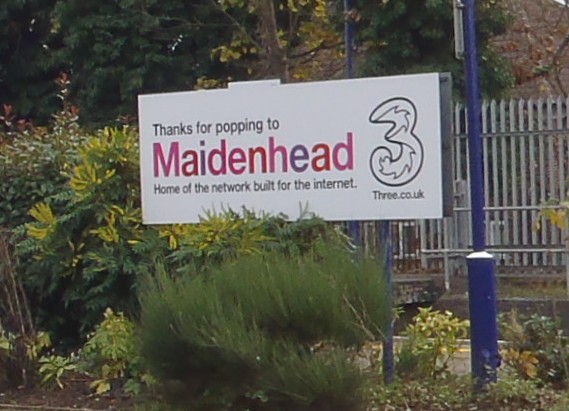 Thanks for popping to
Maidenhead
Home of the network built for the internet.
3
Three.co.uk